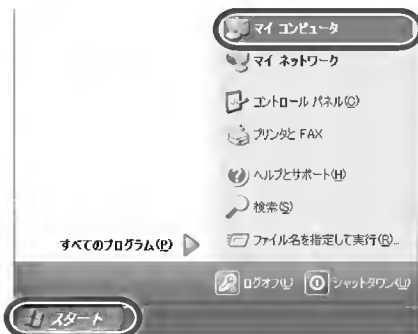 マイ コンピュータ
マイ ネットワーク
コントロール パネル(C)
プリンタと FAX
ヘルプとサポート(H)
検索(S)
ファイル名を指定して実行(R)...
すべてのプログラム(P)
ログオフ(L) シャットダウン(U)
スタート